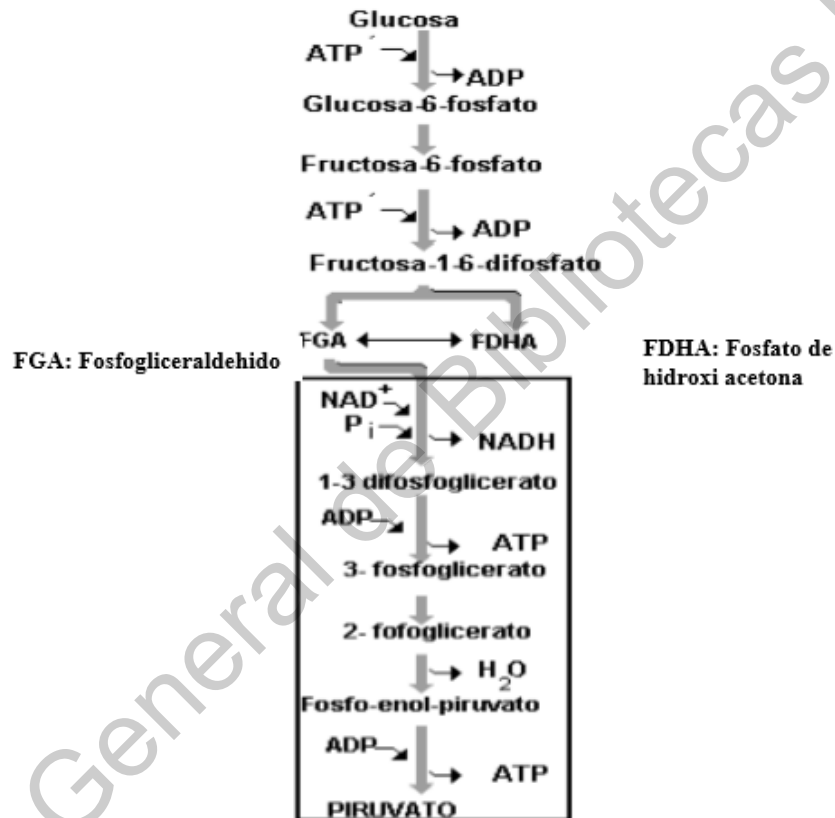 Glucosa
ATP
ADP
Glucosa-6-fosfato
Fructosa-6-fosfato
ATP
ADP
Fructosa-1-6-difosfato
FGA FDHA
FGA: Fosfogliceraldehido
FDHA: Fosfato de
hidroxi acetona
NAD+
Pi
NADH
1-3 difosfoglicerato
ADP
ATP
3- fosfoglicerato
2- fofoglicerato
H2O
Fosfo-enol-piruvato
ADP
ATP
PIRUVATO
General de Bibliotecas